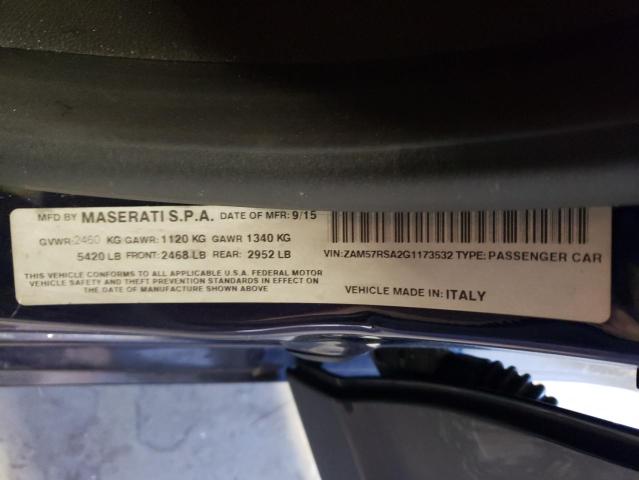 MFD BY MASERATI S.P.A. DATE OF MFR: 9/15
GVWR: 2460 KG GAWR: 1120 KG GAWR 1340 KG
5420 LB FRONT: 2468 LB REAR: 2952 LB
THIS VEHICLE CONFORMS TO ALL APPLICABLE U.S.A. FEDERAL MOTOR
VEHICLE SAFETY AND THEFT PREVENTION STANDARDS IN EFFECT ON
THE DATE OF MANUFACTURE SHOWN ABOVE
VIN: ZAM57RSA2G1173532 TYPE: PASSENGER CAR
VEHICLE MADE IN: ITALY